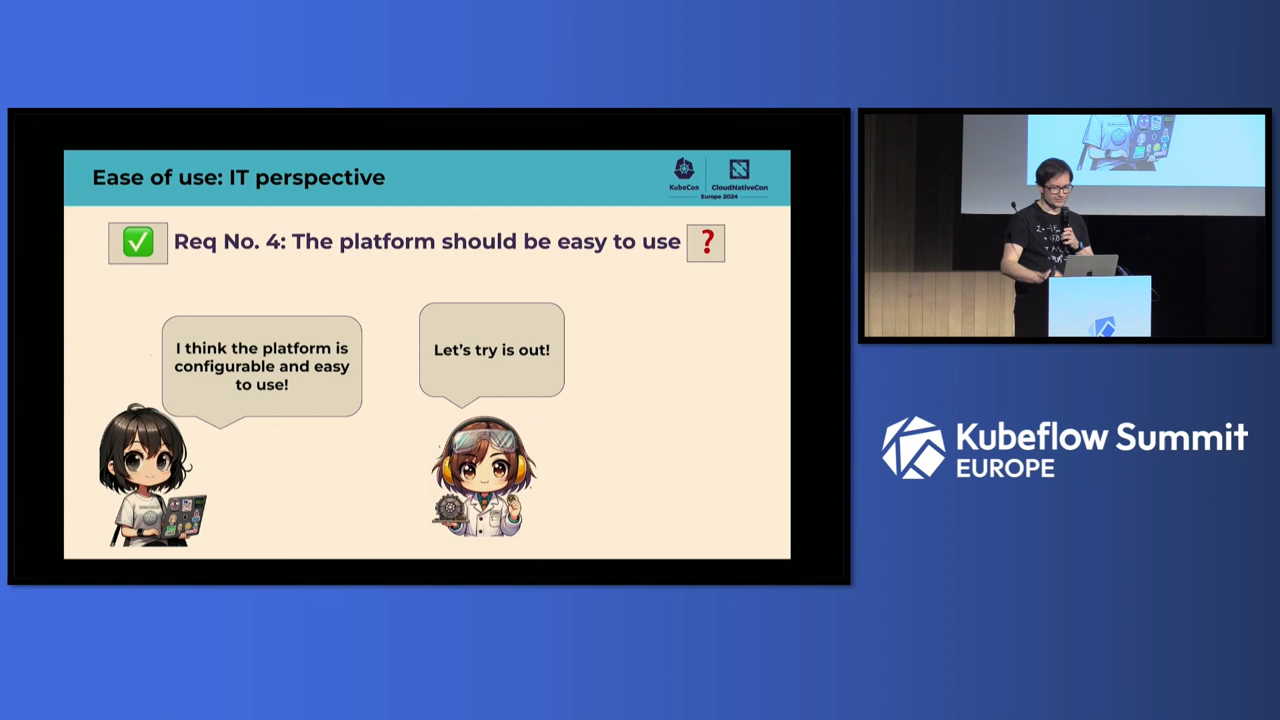 Ease of use: IT perspective
KubeCon
CloudNativeCon
Europe 2024
Req No. 4: The platform should be easy to use
I think the platform is
configurable and easy
to use!
Let's try is out!
Kubeflow Summit
EUROPE